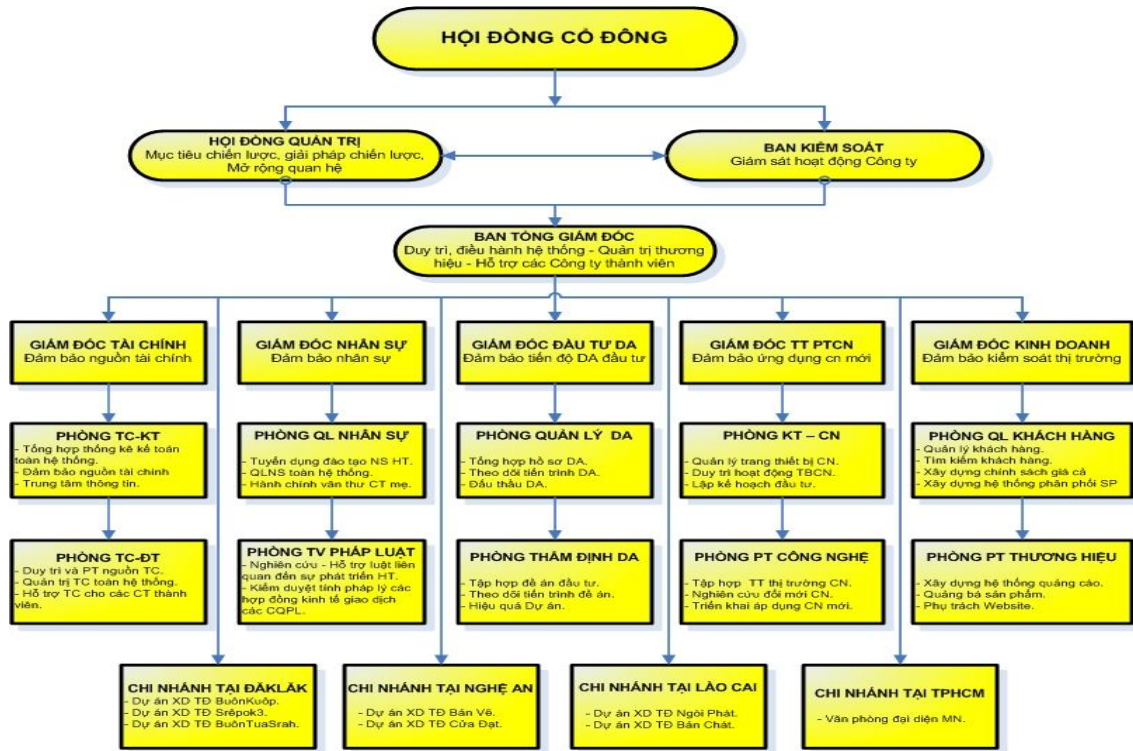 HỘI ĐỒNG CỔ ĐÔNG
HỘI ĐỒNG QUẢN TRỊ
Mục tiêu chiến lược, giải pháp chiến lược,
Mở rộng quan hệ
BAN KIỂM SOÁT
Giám sát hoạt động Công ty
BAN TỔNG GIÁM ĐỐC
Duy trì, điều hành hệ thống - Quản trị thương
hiệu - Hỗ trợ các Công ty thành viên
GIÁM ĐỐC TÀI CHÍNH
Đảm bảo nguồn tài chính
GIÁM ĐỐC NHÂN SỰ
Đảm bảo nhân sự
GIÁM ĐỐC ĐẦU TƯ DA
Đảm bảo tiến độ DA đầu tư
GIÁM ĐỐC TT PTCN
Đảm bảo ứng dụng cn mới
GIÁM ĐỐC KINH DOANH
Đảm bảo kiểm soát thị trường
PHÒNG TC-KT
- Tổng hợp thống kê kế toán
toàn hệ thống.
- Đảm bảo nguồn tài chính
- Trung tâm thông tin.
PHÒNG QL NHÂN SỰ
- Tuyển dụng đào tạo NS HT.
- QLNS toàn hệ thống.
- Hành chính văn thư CT mẹ.
PHÒNG QUẢN LÝ DA
- Tổng hợp hồ sơ DA.
- Theo dõi tiến trình DA.
- Đấu thầu DA.
PHÒNG KT – CN
- Quản lý trang thiết bị CN.
- Duy trì hoạt động TBCN.
- Lập kế hoạch đầu tư.
PHÒNG QL KHÁCH HÀNG
- Quản lý khách hàng.
- Tìm kiếm khách hàng.
- Xây dựng chính sách giá cả
- Xây dựng hệ thống phân phối SP
PHÒNG TC-ĐT
- Duy trì và PT nguồn TC.
- Quản trị TC toàn hệ thống.
- Hỗ trợ TC cho các CT thành
viên.
PHÒNG TV PHÁP LUẬT
- Nghiên cứu - Hỗ trợ luật liên
quan đến sự phát triển HT.
- Kiểm duyệt tính pháp lý các
hợp đồng kinh tế giao dịch
các CQPL.
PHÒNG THẨM ĐỊNH DA
- Tập hợp đề án đầu tư.
- Theo dõi tiến trình đề án.
- Hiệu quả Dự án.
PHÒNG PT CÔNG NGHỆ
- Tập hợp TT thị trường CN.
- Nghiên cứu đổi mới CN.
- Triển khai áp dụng CN mới.
PHÒNG PT THƯƠNG HIỆU
- Xây dựng hệ thống quảng cáo.
- Quảng bá sản phẩm.
- Phụ trách Website.
CHI NHÁNH TẠI ĐĂKLĂK
- Dự án XD TĐ BuônKuôp.
- Dự án XD TĐ Srêpok3.
- Dự án XD TĐ BuônTuaSrah.
CHI NHÁNH TẠI NGHỆ AN
- Dự án XD TĐ Bản Vẽ.
- Dự án XD TĐ Cửa Đạt.
CHI NHÁNH TẠI LÀO CAI
- Dự án XD TĐ Ngòi Phát.
- Dự án XD TĐ Bản Chát.
CHI NHÁNH TẠI TPHCM
- Văn phòng đại diện MN.